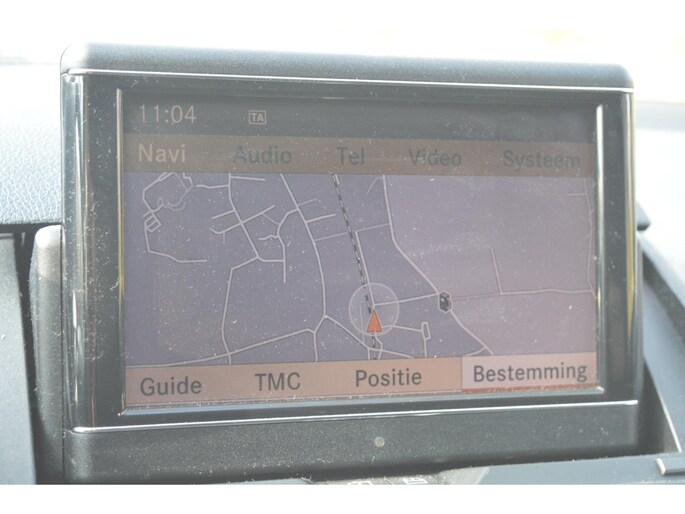 11:04 TA
Navi Audio Tel Video Systeem
Guide TMC Positie Bestemming